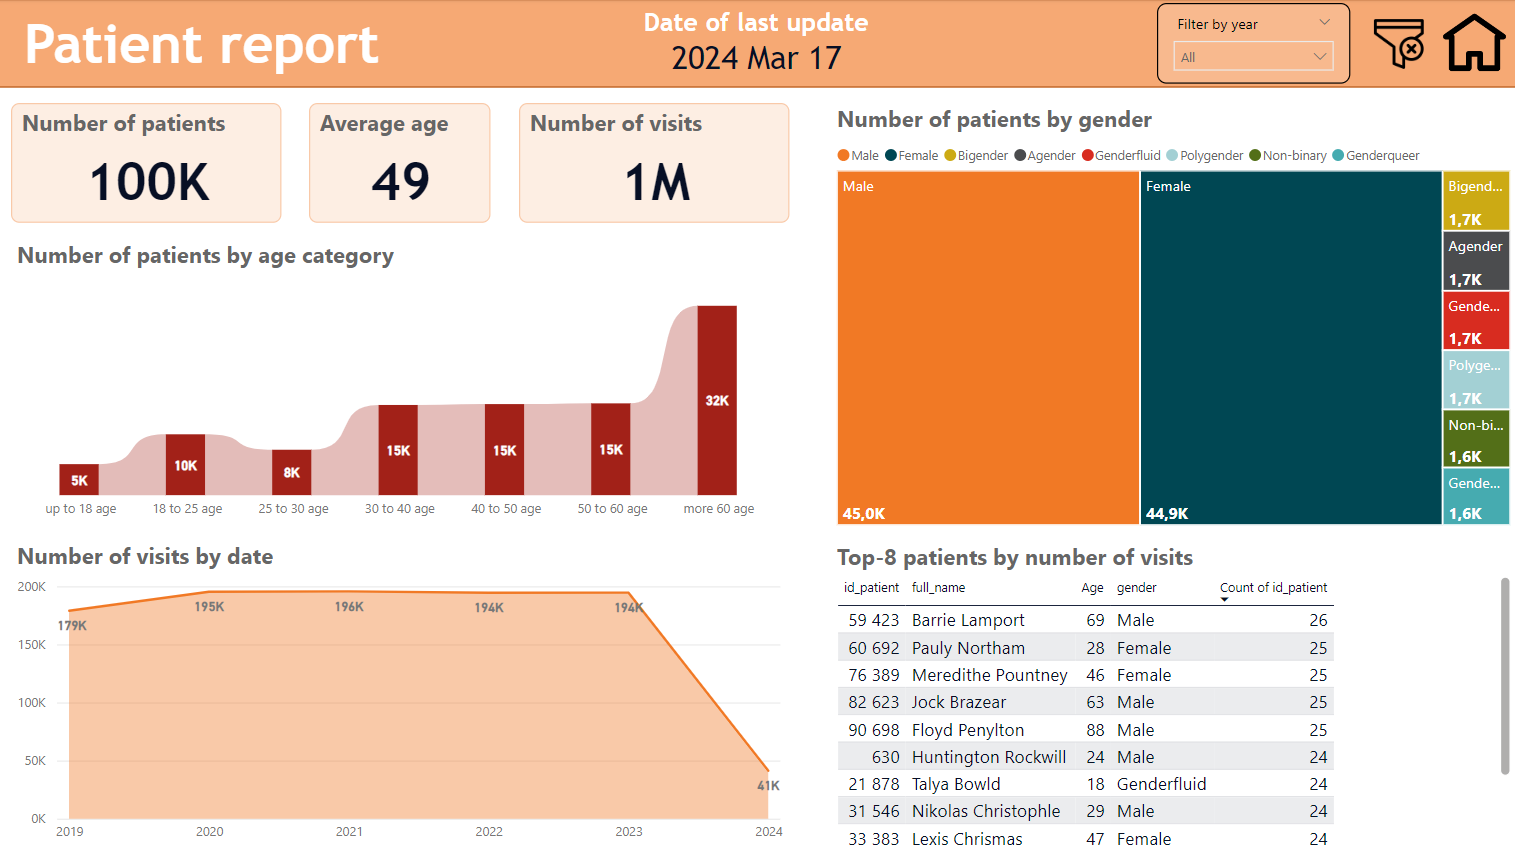 Patient report
Date of last update
2024 Mar 17
Filter by year
All
Number of patients
100K
Average age
49
Number of visits
1M
Number of patients by age category
5K
10K
8K
15K
15K
15K
32K
up to 18 age
18 to 25 age
25 to 30 age
30 to 40 age
40 to 50 age
50 to 60 age
more 60 age
Number of visits by date
200K
150K
100K
50K
0K
179K
195K
196K
194K
194K
41K
2019
2020
2021
2022
2023
2024
Number of patients by gender
Male Female Bigender Agender Genderfluid Polygender Non-binary Genderqueer
Male
45,0K
Female
44,9K
Bigend...
1,7K
Agender
1,7K
Gende...
1,7K
Polyge...
1,7K
Non-bi...
1,6K
Gende...
1,6K
Top-8 patients by number of visits
id_patient full_name Age gender Count of id_patient
59 423 Barrie Lamport 69 Male 26
60 692 Pauly Northam 28 Female 25
76 389 Meredithe Pountney 46 Female 25
82 623 Jock Brazear 63 Male 25
90 698 Floyd Penylton 88 Male 25
630 Huntington Rockwill 24 Male 24
21 878 Talya Bowld 18 Genderfluid 24
31 546 Nikolas Christophle 29 Male 24
33 383 Lexis Chrismas 47 Female 24